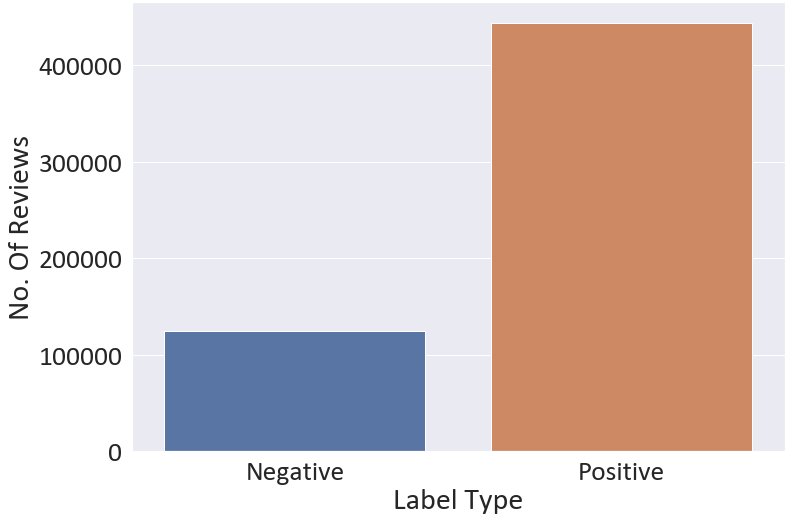 No. Of Reviews
400000
300000
200000
100000
0
Negative Positive
Label Type